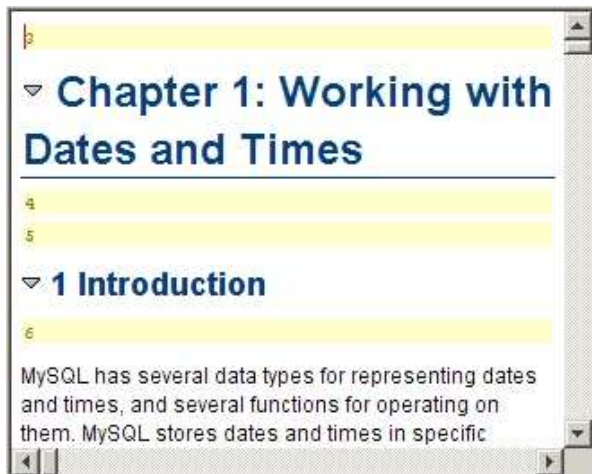 3
Chapter 1: Working with
Dates and Times
4
5
1 Introduction
6
MySQL has several data types for representing dates
and times, and several functions for operating on
them. MySQL stores dates and times in specific